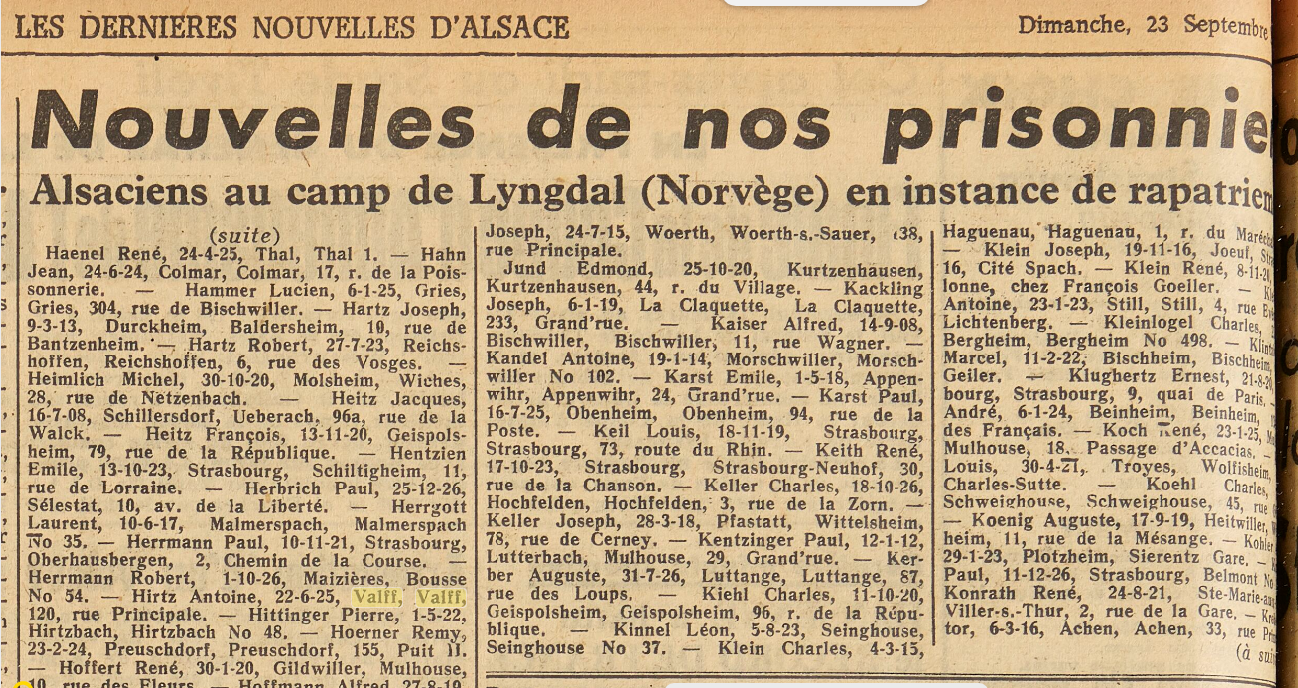 LES DERNIERES NOUVELLES D'ALSACE
Dimanche, 23 Septembre
Nouvelles de nos prisonnie
Alsaciens au camp de Lyngdal (Norvège) en instance de rapatriem
(suite)
Haenel René, 24-4-25, Thal, Thal 1. — Hahn
Jean, 24-6-24, Colmar, Colmar, 17, r. de la Pois-
sonnerie. — Hammer Lucien, 6-1-25, Gries,
Gries, 304, rue de Bischwiller. — Hartz Joseph,
9-3-13, Durckheim, Baldersheim, 10, rue de
Bantzenheim. — Hartz Robert, 27-7-23, Reichs-
hoffen, Reichshoffen, 6, rue des Vosges. —
Heimlich Michel, 30-10-20, Molsheim, Wiches,
28, rue de Netzenbach. — Heitz Jacques,
16-7-08, Schillersdorf, Ueberach, 96a, rue de la
Walck. — Heitz François, 13-11-20, Geispols-
heim, 79, rue de la République. — Hentzien
Emile, 13-10-23, Strasbourg, Schiltigheim, 11,
rue de Lorraine. — Herbrich Paul, 25-12-26,
Sélestat, 10, av. de la Liberté. — Herrgott
Laurent, 10-6-17, Malmerspach, Malmerspach
No 35. — Herrmann Paul, 10-11-21, Strasbourg,
Oberhausbergen, 2, Chemin de la Course. —
Herrmann Robert, 1-10-26, Maizières, Bousse
No 54. — Hirtz Antoine, 22-6-25, Valff, Valff,
120, rue Principale. — Hittinger Pierre, 1-5-22,
Hirtzbach, Hirtzbach No 48. — Hoerner Remy,
23-2-24, Preuschdorf, Preuschdorf, 155, Puit II.
— Hoffert René, 30-1-20, Gildwiller, Mulhouse,
10, rue des Fleurs. — Hoffmann Alfred, 27-8-19,
Joseph, 24-7-15, Woerth, Woerth-s.-Sauer, 38,
rue Principale.
Jund Edmond, 25-10-20, Kurtzenhausen,
Kurtzenhausen, 44, r. du Village. — Kackling
Joseph, 6-1-19, La Claquette, La Claquette,
233, Grand'rue. — Kaiser Alfred, 14-9-08,
Bischwiller, Bischwiller, 11, rue Wagner. —
Kandel Antoine, 19-1-14, Morschwiller, Morsch-
willer No 102. — Karst Emile, 1-5-18, Appen-
wihr, Appenwihr, 24, Grand'rue. — Karst Paul,
16-7-25, Obenheim, Obenheim, 94, rue de la
Poste. — Keil Louis, 18-11-19, Strasbourg,
Strasbourg, 73, route du Rhin. — Keith René,
17-10-23, Strasbourg, Strasbourg-Neuhof, 30,
rue de la Chanson. — Keller Charles, 18-10-26,
Hochfelden, Hochfelden, 3, rue de la Zorn. —
Keller Joseph, 28-3-18, Pfastatt, Wittelsheim,
78, rue de Cerney. — Kentzinger Paul, 12-1-12,
Lutterbach, Mulhouse, 29, Grand'rue. — Ker-
ber Auguste, 31-7-26, Luttange, Luttange, 87,
rue des Loups. — Kiehl Charles, 11-10-20,
Geispolsheim, Geispolsheim, 96, r. de la Répu-
blique. — Kinnel Léon, 5-8-23, Seinghouse,
Seinghouse No 37. — Klein Charles, 4-3-15,
Haguenau, Haguenau, 1, r. du Maréch
— Klein Joseph, 19-11-16, Joeuf,
16, Cité Spach. — Klein René, 8-11-
lonne, chez François Goeller. —
Antoine, 23-1-23, Still, Still, 4, rue
Lichtenberg. — Kleinlogel Charles,
Bergheim, Bergheim No 498. —
Marcel, 11-2-22, Bischheim, Bischheim,
Geiler. — Klughertz Ernest, 21-8-
bourg, Strasbourg, 9, quai de Paris.
André, 6-1-24, Beinheim, Beinheim,
des Français. — Koch René, 23-1-25,
Mulhouse, 18. Passage d'Accacias.
Louis, 30-4-21, Troyes, Wolfisheim,
Charles-Sutte. — Koehl Charles,
Schweighouse, Schweighouse, 45, rue
— Koenig Auguste, 17-9-19, Heitwiller,
heim, 11, rue de la Mésange. — Kohler
29-1-23, Plotzheim, Sierentz Gare. —
Paul, 11-12-26, Strasbourg, Belmont No
Konrath René, 24-8-21, Ste-Marie-
Viller-s.-Thur, 2, rue de la Gare. —
tor, 6-3-16, Achen, Achen, 33, rue
(à sui